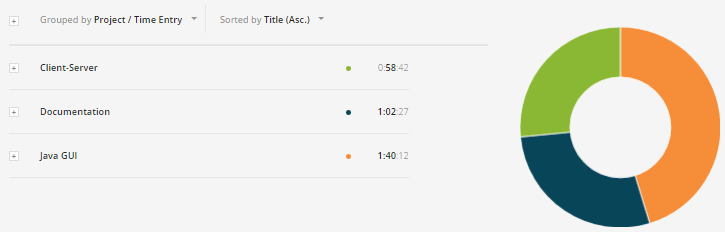 Grouped by Project / Time Entry Sorted by Title (Asc.)
Client-Server 0:58:42
Documentation 1:02:27
Java GUI 1:40:12